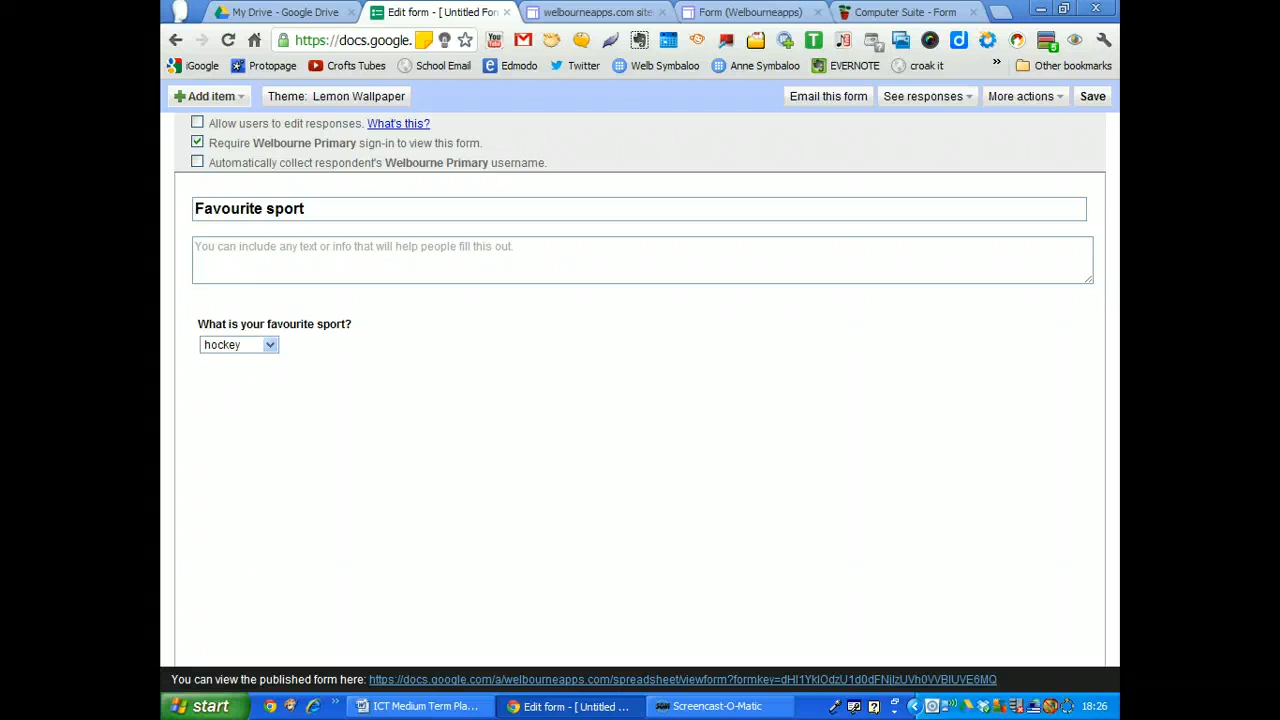 My Drive - Google Drive
Edit form - [ Untitled For
welbourneapps.com site
Form (Welbourneapps)
Computer Suite - Form
https://docs.google.
iGoogle
Protopage
Crofts Tubes
School Email
Edmodo
Twitter
Welb Symbaloo
Anne Symbaloo
EVERNOTE
croak it
»
Other bookmarks
Add item
Theme: Lemon Wallpaper
Email this form
See responses
More actions
Save
Allow users to edit responses. What's this?
Require Welbourne Primary sign-in to view this form.
Automatically collect respondent's Welbourne Primary username.
Favourite sport
You can include any text or info that will help people fill this out.
What is your favourite sport?
hockey
You can view the published form here:
start
ICT Medium Term Pla...
Edit form - [ Untitled ...
Screencast-O-Matic
18:26